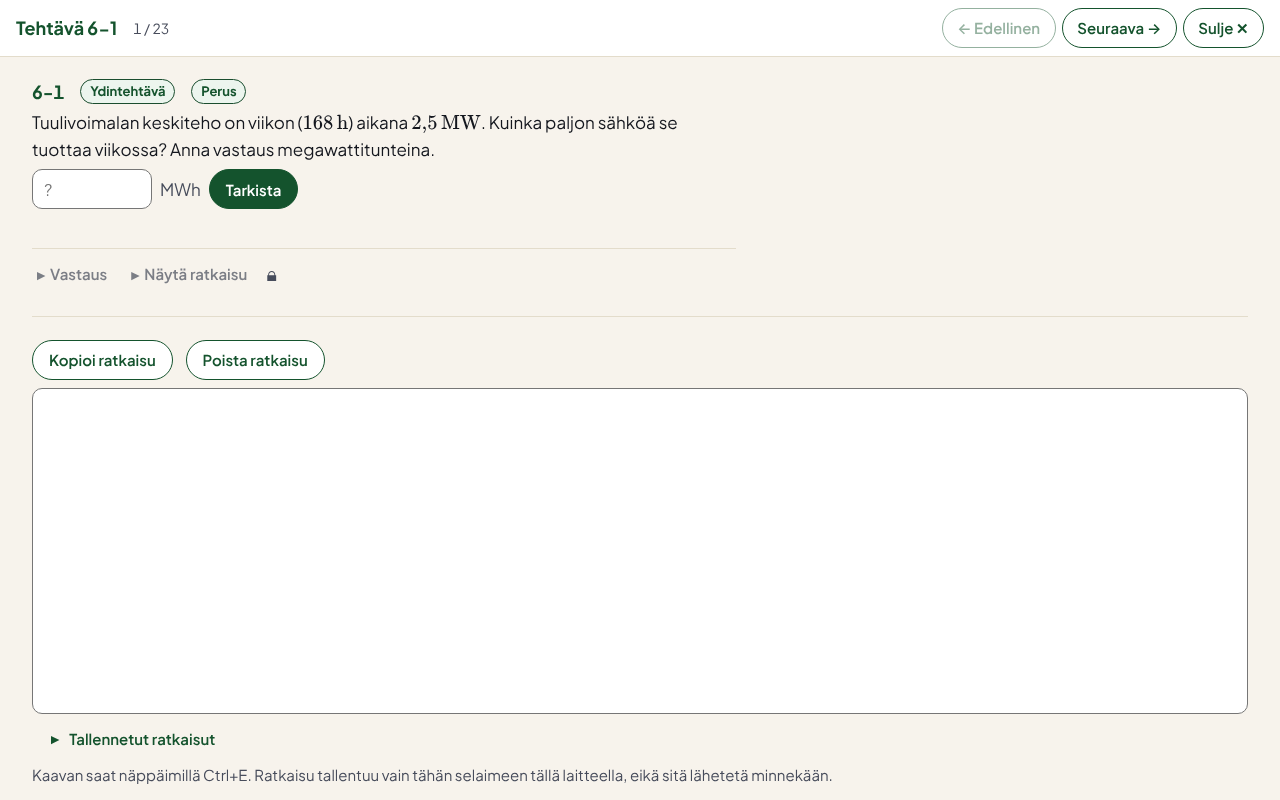 Tehtävä 6–1 1 / 23 ← Edellinen Seuraava → Sulje ✕
6–1 Ydintehtävä Perus
Tuulivoimalan keskiteho on viikon (168 h) aikana 2,5 MW. Kuinka paljon sähköä se
tuottaa viikossa? Anna vastaus megawattitunteina.
? MWh Tarkista
▸ Vastaus ▸ Näytä ratkaisu
Kopioi ratkaisu Poista ratkaisu
▸ Tallennetut ratkaisut
Kaavan saat näppäimillä Ctrl+E. Ratkaisu tallentuu vain tähän selaimeen tällä laitteella, eikä sitä lähetetä minnekään.